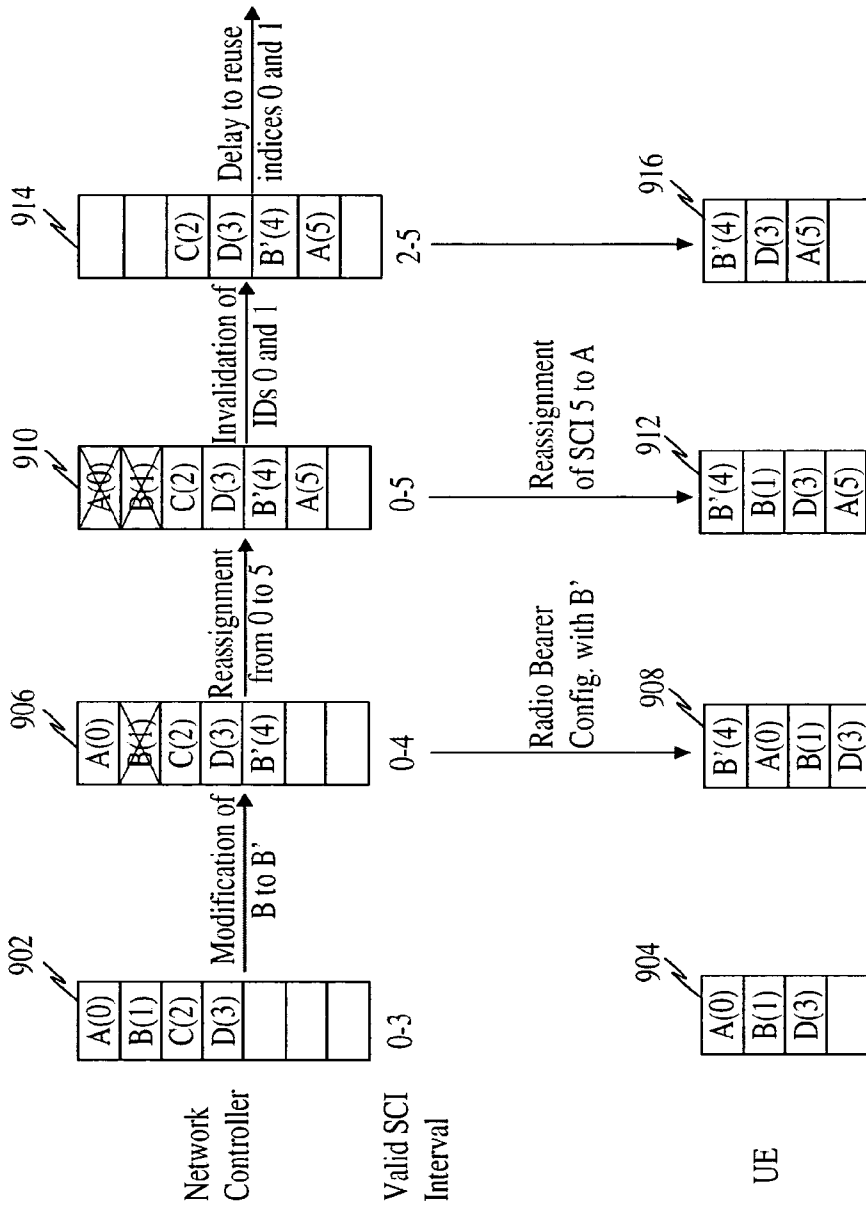 Network
Controller
902
A(0)
B(1)
C(2)
D(3)
Modification of
B to B'
906
A(0)
B(1)
C(2)
D(3)
B'(4)
Reassignment
from 0 to 5
910
A(0)
B(1)
C(2)
D(3)
B'(4)
A(5)
Invalidation of
IDs 0 and 1
914
C(2)
D(3)
B'(4)
A(5)
Delay to reuse
indices 0 and 1
Valid SCI
Interval
0-3
0-4
0-5
2-5
Radio Bearer
Config. with B'
Reassignment
of SCI 5 to A
UE
904
A(0)
B(1)
D(3)
908
B'(4)
A(0)
B(1)
D(3)
912
B'(4)
B(1)
D(3)
A(5)
916
B'(4)
D(3)
A(5)